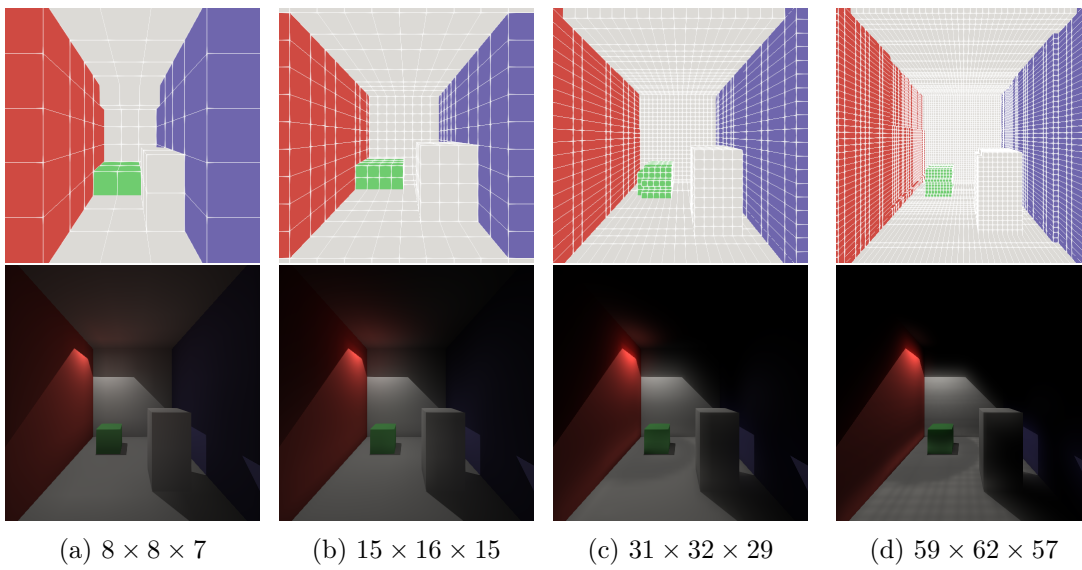 (a) 8 × 8 × 7
(b) 15 × 16 × 15
(c) 31 × 32 × 29
(d) 59 × 62 × 57